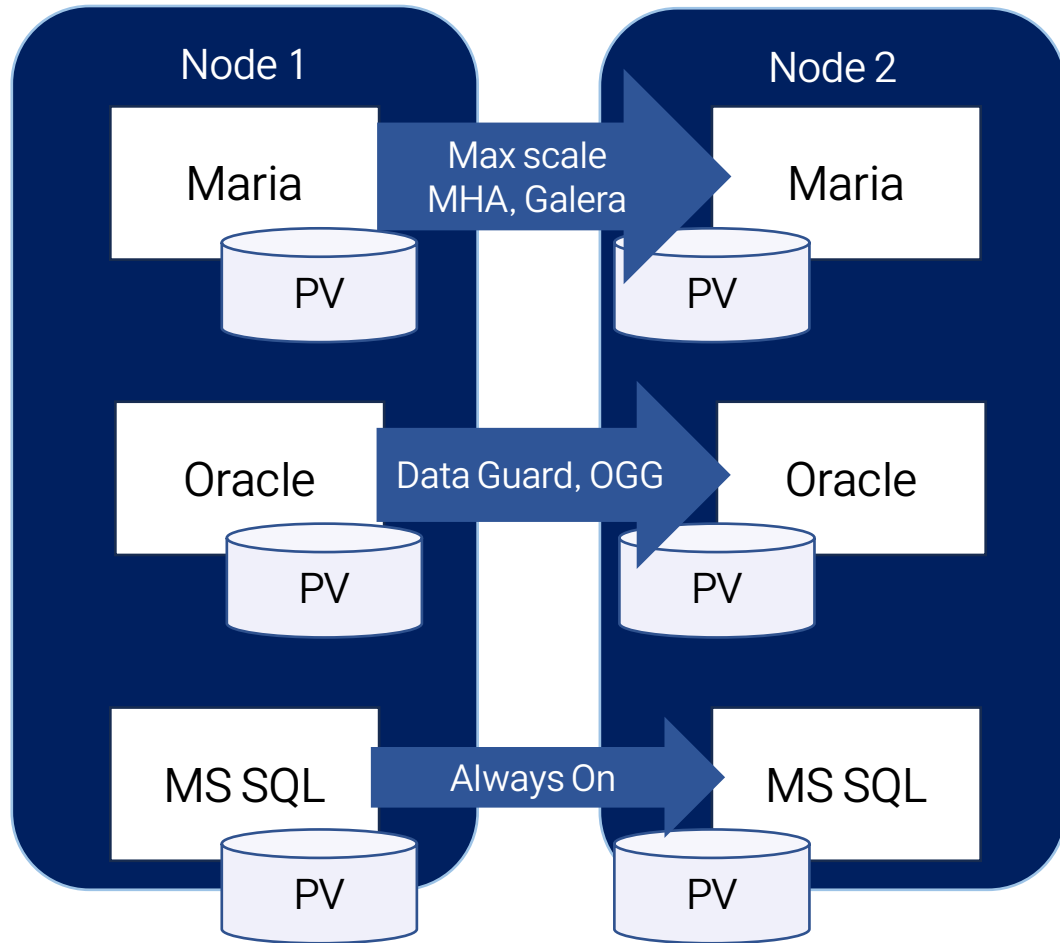 Node 1
Node 2
Maria
Max scale
MHA, Galera
Maria
PV
PV
Oracle
Data Guard, OGG
Oracle
PV
PV
MS SQL
Always On
MS SQL
PV
PV